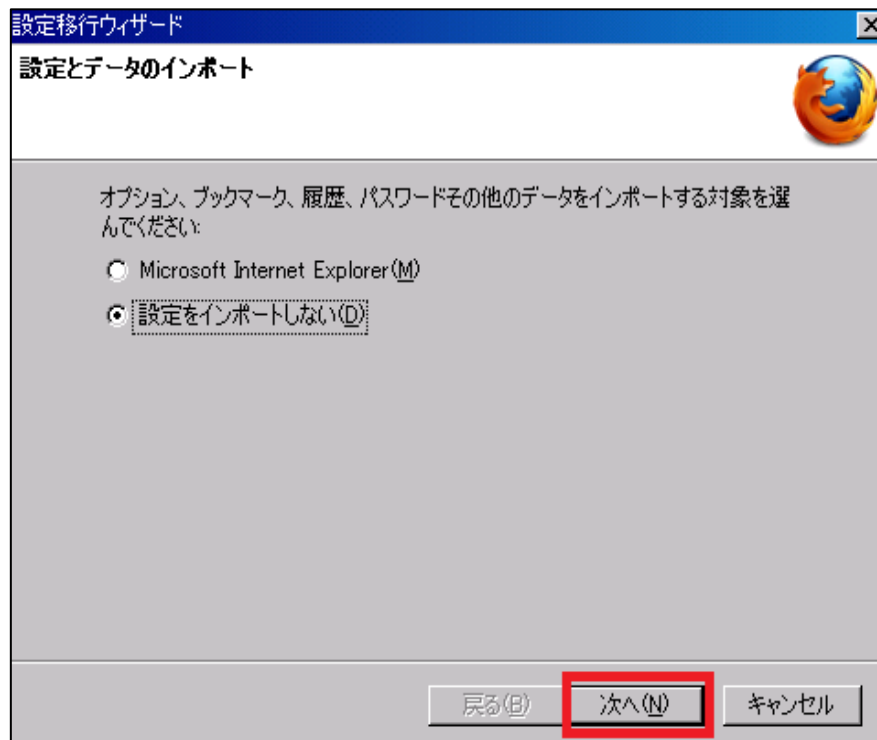 設定移行ウィザード
設定とデータのインポート
オプション、ブックマーク、履歴、パスワードその他のデータをインポートする対象を選
んでください:
Microsoft Internet Explorer(M)
設定をインポートしない(D)
戻る(B) 次へ(N) キャンセル